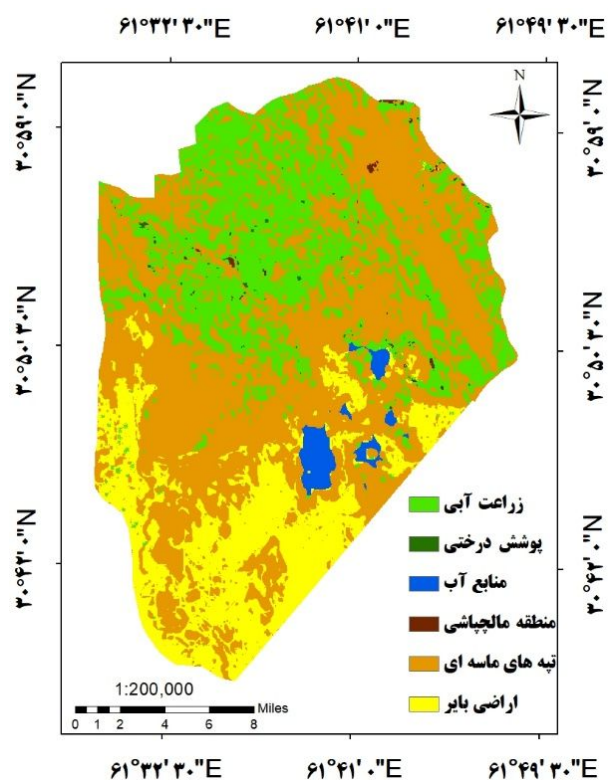 ۶۱°۳۲' ۳۰"E ۶۱°۴۱' ۰"E ۶۱°۴۹' ۳۰"E
N
۳۰°۵۹' ۰"N ۳۰°۵۹' ۰"N
۳۰°۵۰' ۳۰"N ۳۰°۵۰' ۳۰"N
۳۰°۴۲' ۰"N ۳۰°۴۲' ۰"N
زراعت آبی
پوشش درختی
منابع آب
منطقه مالچپاشی
تپه های ماسه ای
اراضی بایر
1:200,000
Miles
0 1 2 4 6 8
۶۱°۳۲' ۳۰"E ۶۱°۴۱' ۰"E ۶۱°۴۹' ۳۰"E